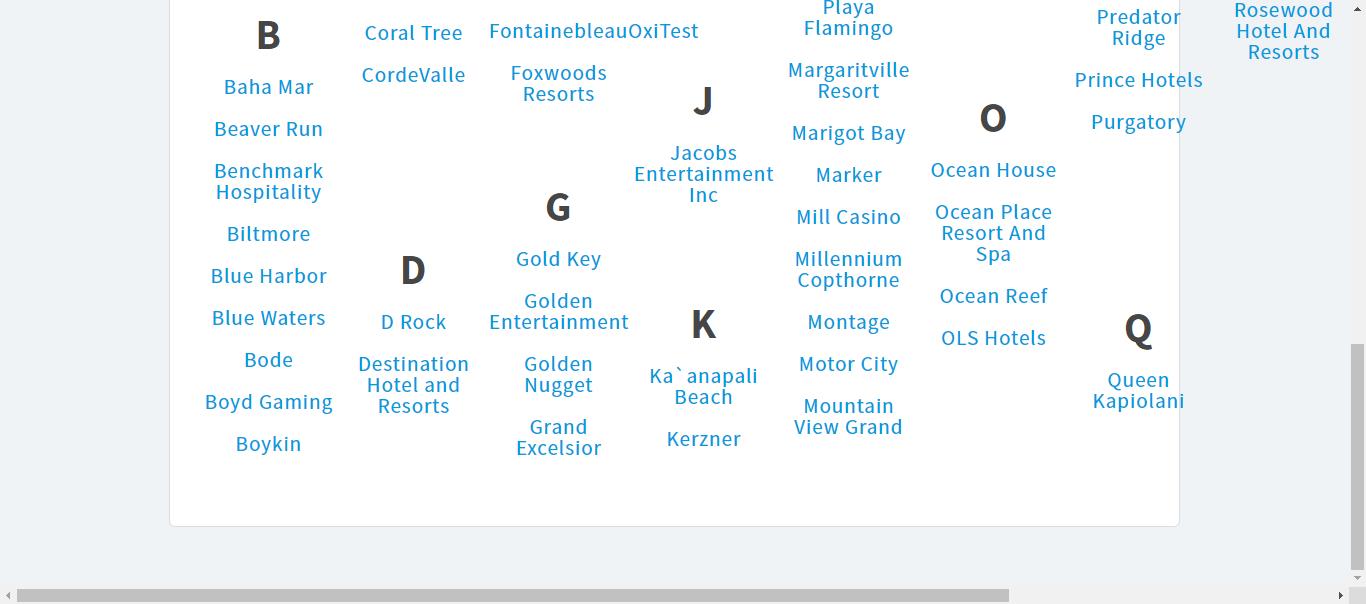 B
Baha Mar
Beaver Run
Benchmark
Hospitality
Biltmore
Blue Harbor
Blue Waters
Bode
Boyd Gaming
Boykin
Coral Tree
CordeValle
D
D Rock
Destination
Hotel and
Resorts
FontainebleauOxiTest
Foxwoods
Resorts
G
Gold Key
Golden
Entertainment
Golden
Nugget
Grand
Excelsior
J
Jacobs
Entertainment
Inc
K
Ka`anapali
Beach
Kerzner
Playa
Flamingo
Margaritville
Resort
Marigot Bay
Marker
Mill Casino
Millennium
Copthorne
Montage
Motor City
Mountain
View Grand
O
Ocean House
Ocean Place
Resort And
Spa
Ocean Reef
OLS Hotels
Predator
Ridge
Prince Hotels
Purgatory
Q
Queen
Kapiolani
Rosewood
Hotel And
Resorts